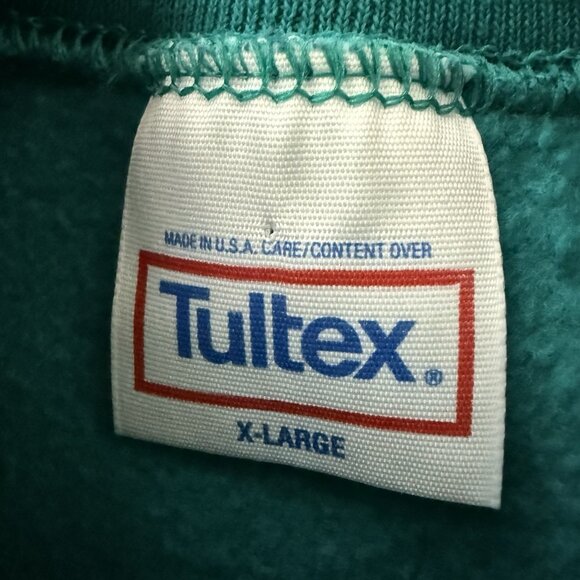 MADE IN U.S.A. CARE/CONTENT OVER
Tultex®
X-LARGE